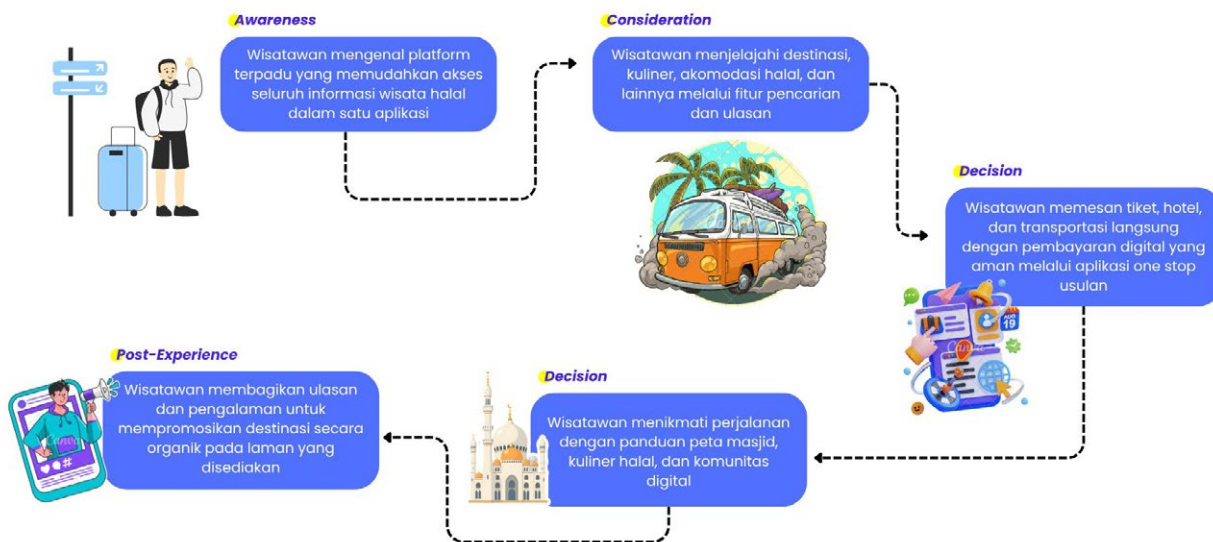 Awareness
Wisatawan mengenal platform
terpadu yang memudahkan akses
seluruh informasi wisata halal
dalam satu aplikasi
Consideration
Wisatawan menjelajahi destinasi,
kuliner, akomodasi halal, dan
lainnya melalui fitur pencarian
dan ulasan
Decision
Wisatawan memesan tiket, hotel,
dan transportasi langsung
dengan pembayaran digital yang
aman melalui aplikasi one stop
usulan
AUG
19
Decision
Wisatawan menikmati perjalanan
dengan panduan peta masjid,
kuliner halal, dan komunitas
digital
Post-Experience
Wisatawan membagikan ulasan
dan pengalaman untuk
mempromosikan destinasi secara
organik pada laman yang
disediakan